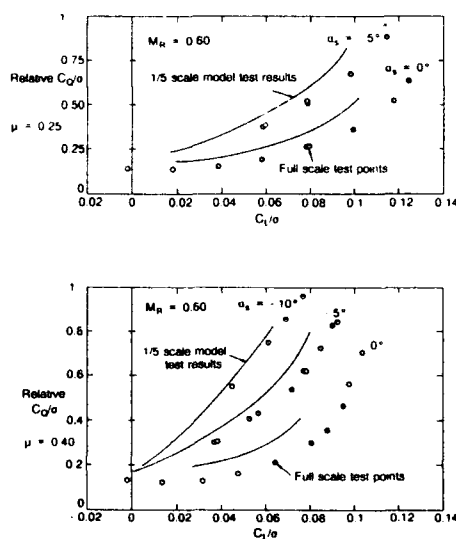 1
M_R = 0.60
α_s = 5°
α_s = 0°
0.75
1/5 scale model test results
Relative C_Q/σ
0.50
μ = 0.25
0.25
Full scale test points
0
0.02 0 0.02 0.04 0.06 0.08 0.1 0.12 0.14
C_t/σ
1
M_R = 0.60
α_s = -10°
5°
0.8
0°
1/5 scale model
test results
0.6
Relative
C_Q/σ
0.4
μ = 0.40
0.2
Full scale test points
0
0.02 0 0.02 0.04 0.06 0.08 0.1 0.12 0.14
C_t/σ